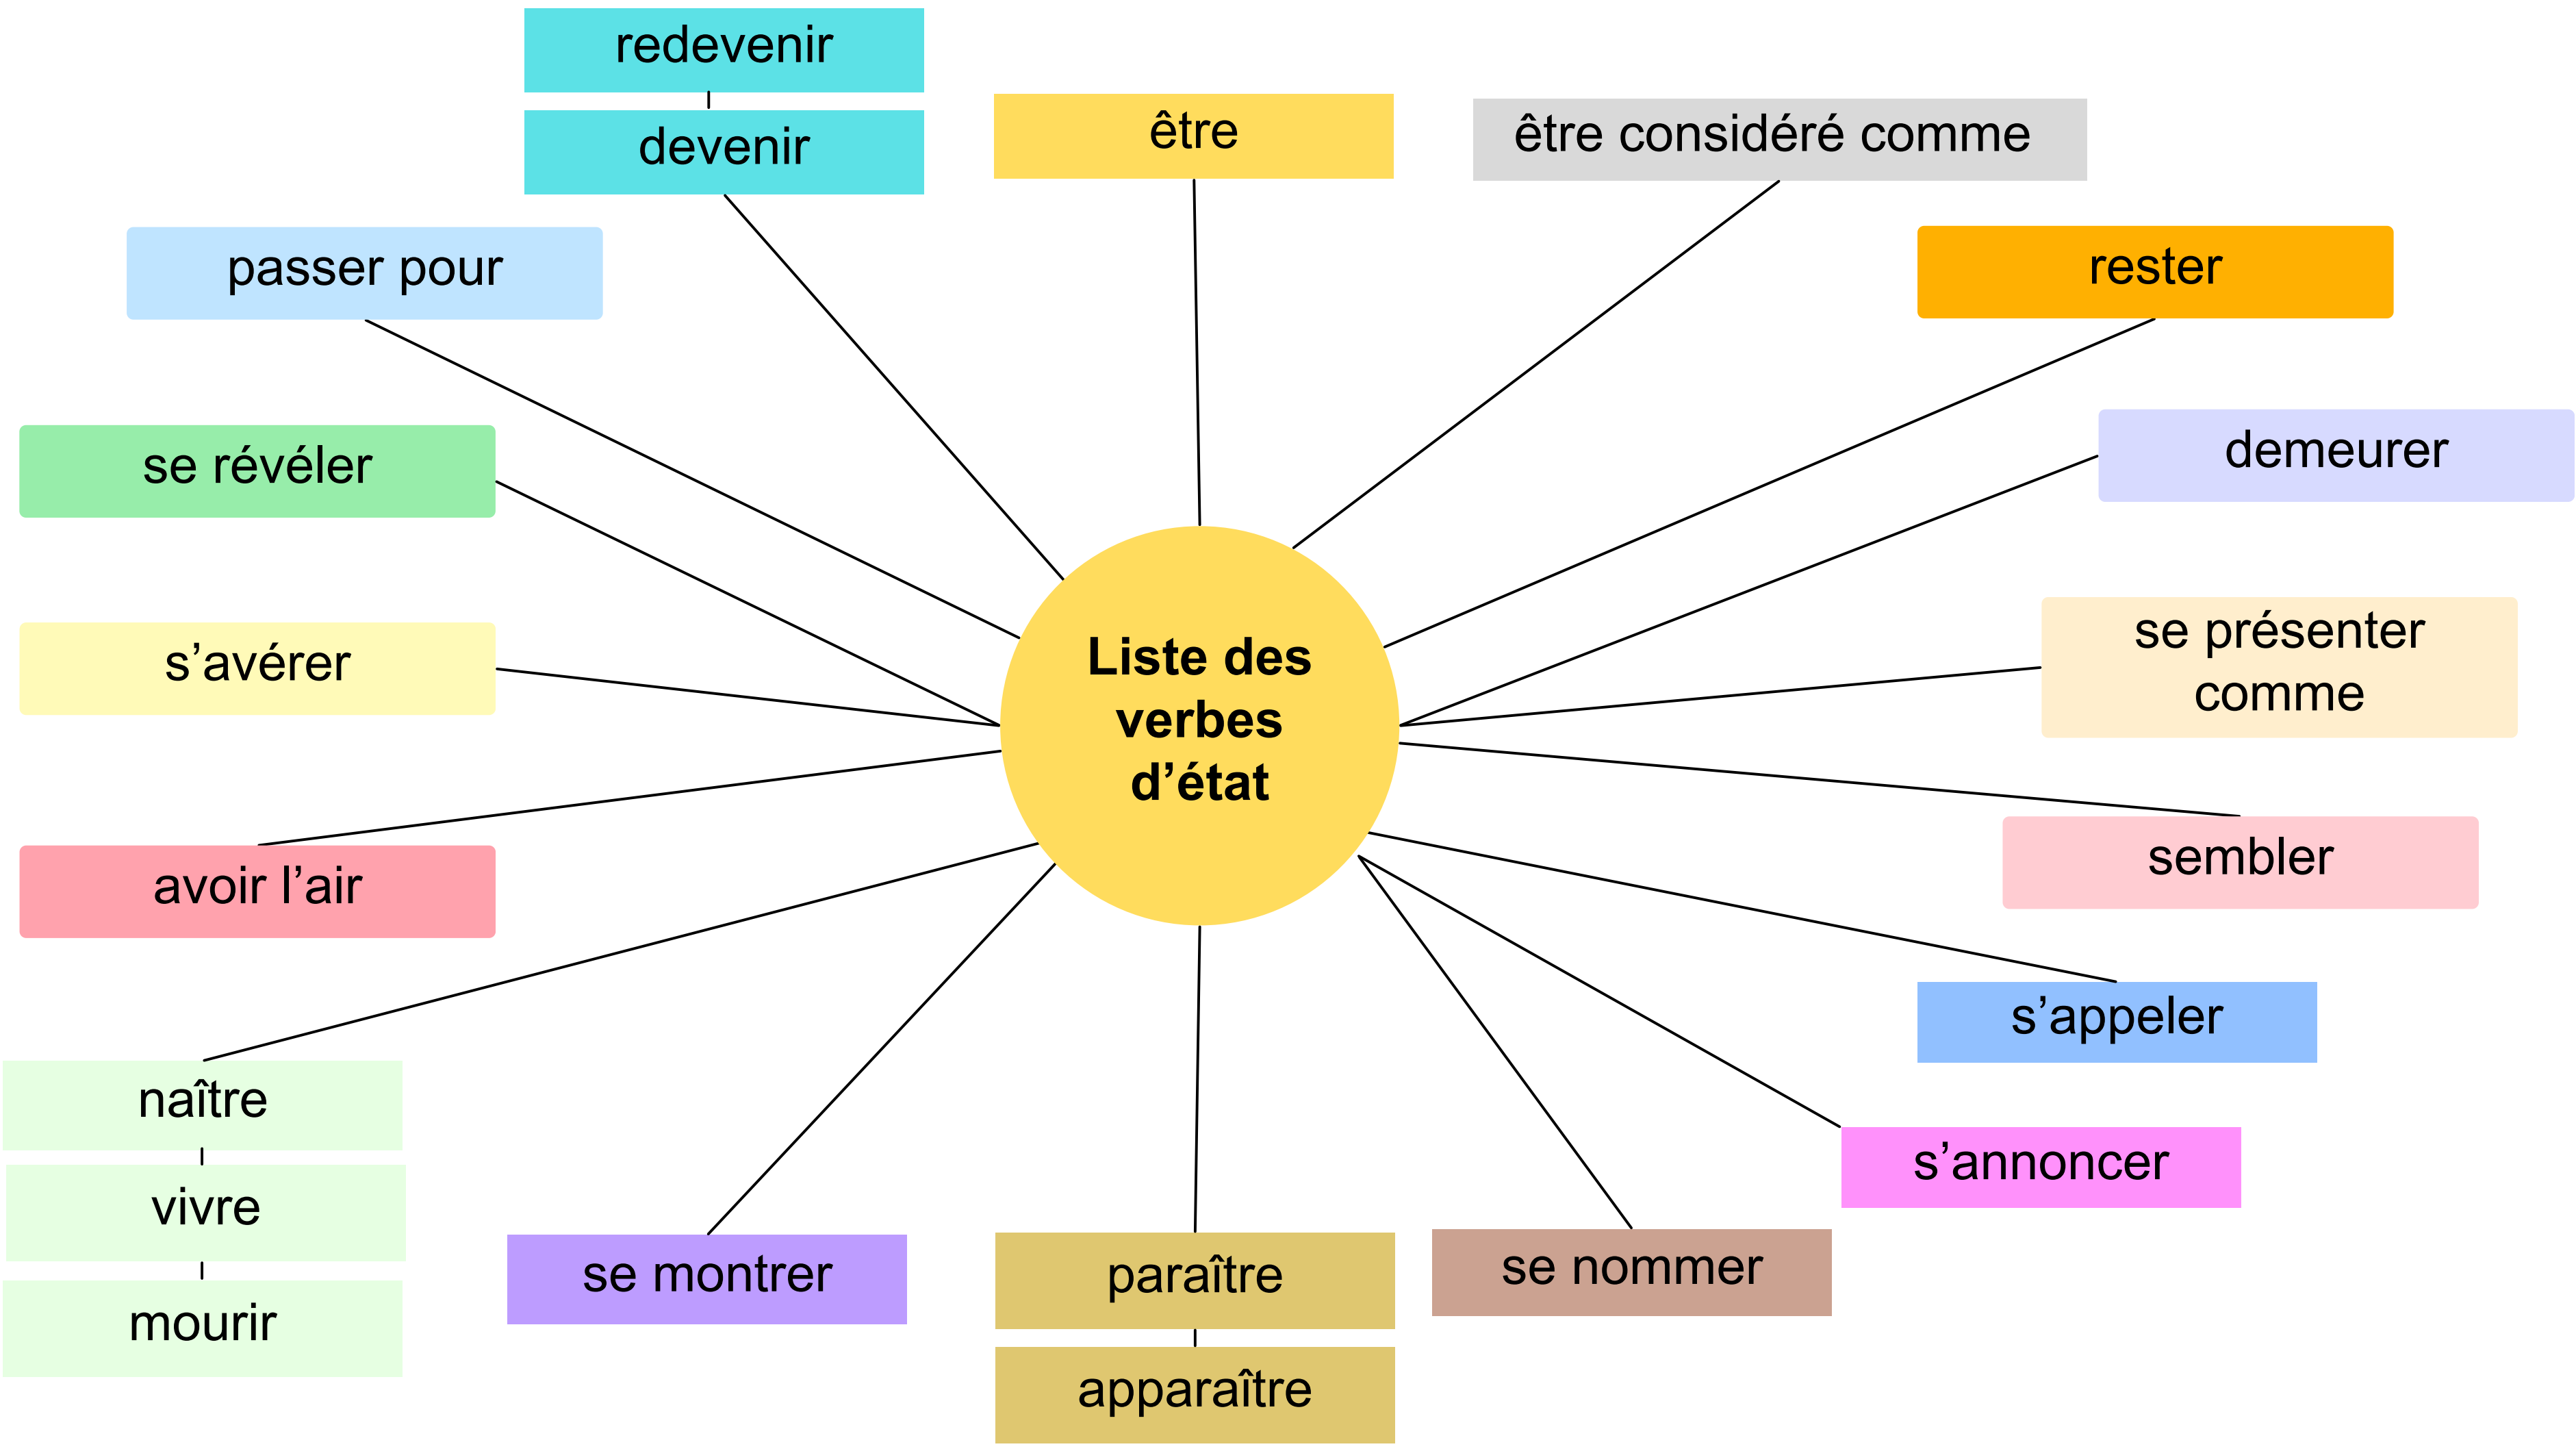 redevenir
devenir
être
être considéré comme
passer pour
rester
se révéler
demeurer
s’avérer
se présenter
comme
Liste des
verbes
d’état
avoir l’air
sembler
s’appeler
naître
vivre
mourir
s’annoncer
se montrer
paraître
apparaître
se nommer